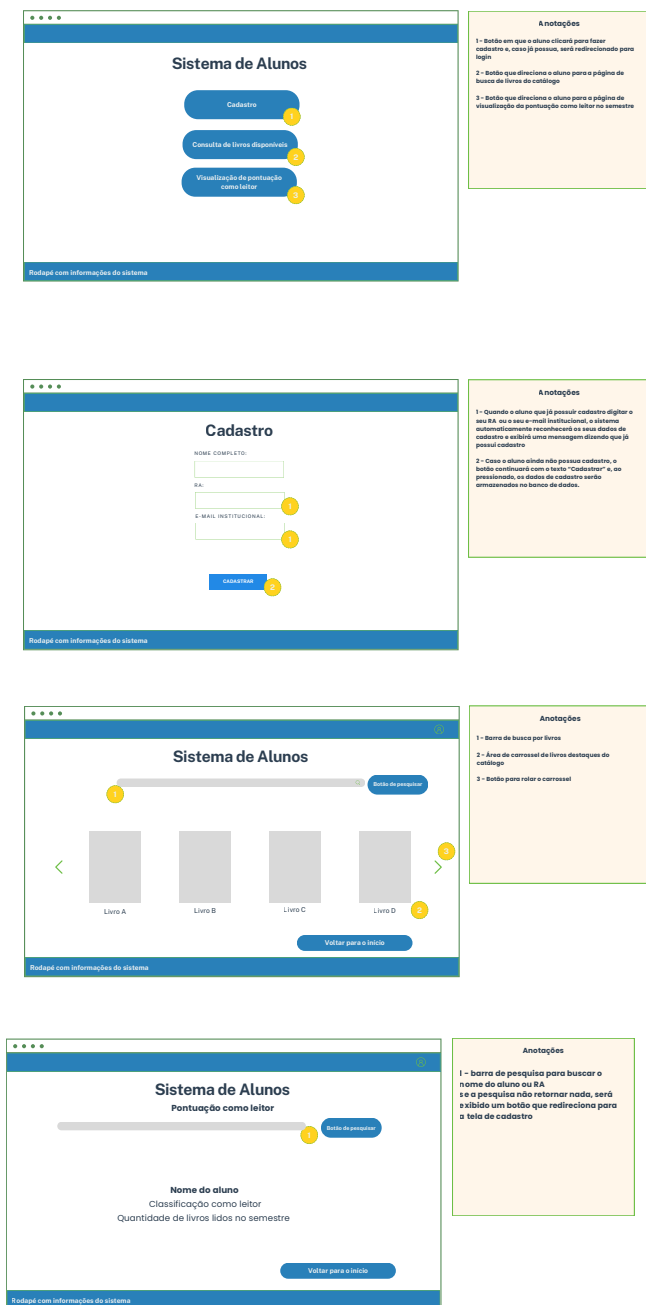 Anotações
Sistema de Alunos
1 - Botão em que o aluno clicará para fazer
cadastro e, caso já possua, será redirecionado para
login
2 - Botão que direciona o aluno para a página de
busca de livros do catálogo
3 - Botão que direciona o aluno para a página de
visualização da pontuação como leitor no semestre
Cadastro
1
Consulta de livros disponíveis
2
Visualização de pontuação
como leitor
3
Rodapé com informações do sistema
Anotações
Cadastro
1 - Quando o aluno que já possuir cadastro digitar o
seu RA ou o seu e-mail institucional, o sistema
automaticamente reconhecerá os seus dados de
cadastro e exibirá uma mensagem dizendo que já
possui cadastro
2 - Caso o aluno ainda não possua cadastro, o
botão continuará com o texto "Cadastrar" e, ao
pressionado, os dados de cadastro serão
armazenados no banco de dados.
NOME COMPLETO:
RA:
1
E-MAIL INSTITUCIONAL:
1
CADASTRAR
2
Rodapé com informações do sistema
Anotações
1 - Barra de busca por livros
2 - Área de carrossel de livros destaques do
catálogo
3 - Botão para rolar o carrossel
Sistema de Alunos
Botão de pesquisar
1
3
Livro A
Livro B
Livro C
Livro D
2
Voltar para o início
Rodapé com informações do sistema
Anotações
1 - barra de pesquisa para buscar o
nome do aluno ou RA
se a pesquisa não retornar nada, será
exibido um botão que redireciona para
a tela de cadastro
Sistema de Alunos
Pontuação como leitor
Botão de pesquisar
1
Nome do aluno
Classificação como leitor
Quantidade de livros lidos no semestre
Voltar para o início
Rodapé com informações do sistema